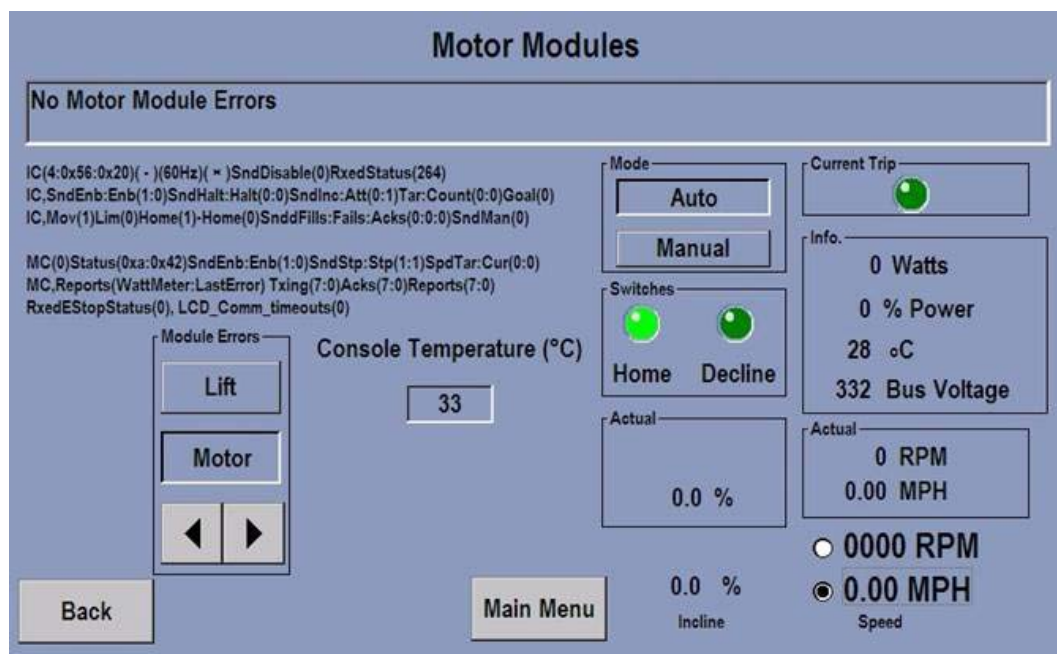 Motor Modules
No Motor Module Errors
IC(4:0x56:0x20)( - )(60Hz)( × )SndDisable(0)RxedStatus(264)
IC,SndEnb:Enb(1:0)SndHalt:Halt(0:0)SndInc:Att(0:1)Tar:Count(0:0)Goal(0)
IC,Mov(1)Lim(0)Home(1)-Home(0)SnddFills:Fails:Acks(0:0:0)SndMan(0)
MC(0)Status(0xa:0x42)SndEnb:Enb(1:0)SndStp:Stp(1:1)SpdTar:Cur(0:0)
MC,Reports(WattMeter:LastError) Txing(7:0)Acks(7:0)Reports(7:0)
RxedEStopStatus(0), LCD_Comm_timeouts(0)
Module Errors
Lift
Motor
Console Temperature (°C)
33
Mode
Auto
Manual
Switches
Home Decline
Actual
0.0 %
Current Trip
Info.
0 Watts
0 % Power
28 °C
332 Bus Voltage
Actual
0 RPM
0.00 MPH
0000 RPM
0.00 MPH
Speed
0.0 %
Incline
Back
Main Menu